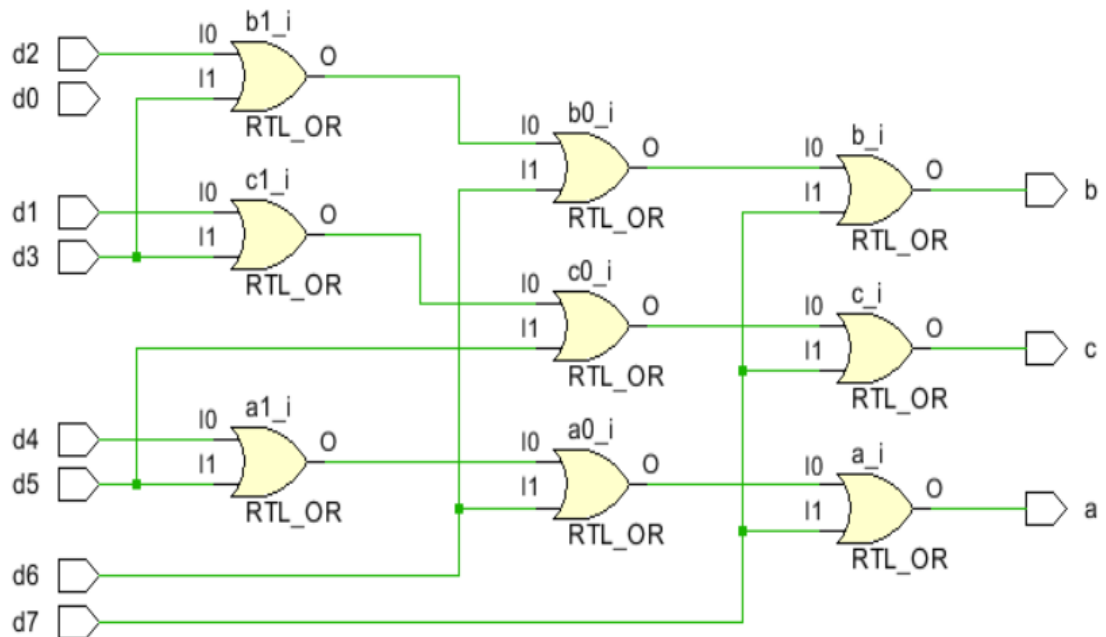 b1_i
d2
I0
O
d0
I1
RTL_OR
b0_i
I0
O
b_i
I0
O
I1
I1
b
RTL_OR
RTL_OR
c1_i
d1
I0
O
d3
I1
RTL_OR
c0_i
I0
O
c_i
I0
O
I1
I1
c
RTL_OR
RTL_OR
a1_i
d4
I0
O
d5
I1
RTL_OR
a0_i
I0
O
a_i
I0
O
I1
I1
a
RTL_OR
RTL_OR
d6
d7